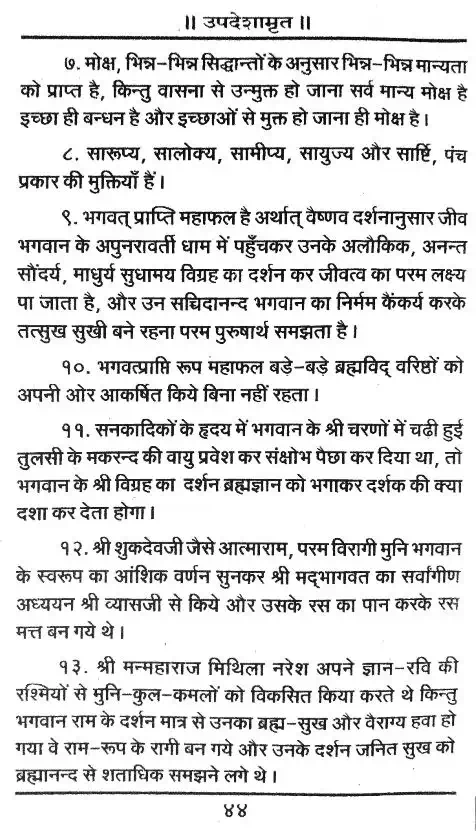 ॥ उपदेशामृत ॥
७. मोक्ष, भिन्न-भिन्न सिद्धान्तों के अनुसार भिन्न-भिन्न मान्यता
को प्राप्त है, किन्तु वासना से उन्मुक्त हो जाना सर्व मान्य मोक्ष है
इच्छा ही बन्धन है और इच्छाओं से मुक्त हो जाना ही मोक्ष है।
८. सारूप्य, सालोक्य, सामीप्य, सायुज्य और सार्ष्टि, पंच
प्रकार की मुक्तियाँ हैं।
९. भगवत् प्राप्ति महाफल है अर्थात् वैष्णव दर्शनानुसार जीव
भगवान के अपुनरावर्ती धाम में पहुँचकर उनके अलौकिक, अनन्त
सौंदर्य, माधुर्य सुधामय विग्रह का दर्शन कर जीवत्व का परम लक्ष्य
पा जाता है, और उन सच्चिदानन्द भगवान का निर्मम कैंकर्य करके
तत्सुख सुखी बने रहना परम पुरुषार्थ समझता है।
१०. भगवत्प्राप्ति रूप महाफल बड़े-बड़े ब्रह्मविद् वरिष्ठों को
अपनी ओर आकर्षित किये बिना नहीं रहता।
११. सनकादिकों के हृदय में भगवान के श्री चरणों में चढी हुई
तुलसी के मकरन्द की वायु प्रवेश कर संक्षोभ पैछा कर दिया था, तो
भगवान के श्री विग्रह का दर्शन ब्रह्मज्ञान को भगाकर दर्शक की क्या
दशा कर देता होगा।
१२. श्री शुकदेवजी जैसे आत्माराम, परम विरागी मुनि भगवान
के स्वरूप का आंशिक वर्णन सुनकर श्री मद्भागवत का सर्वांगीण
अध्ययन श्री व्यासजी से किये और उसके रस का पान करके रस
मत्त बन गये थे।
१३. श्री मन्महाराज मिथिला नरेश अपने ज्ञान-रवि की
रश्मियों से मुनि-कुल-कमलों को विकसित किया करते थे किन्तु
भगवान राम के दर्शन मात्र से उनका ब्रह्म-सुख और वैराग्य हवा हो
गया वे राम-रूप के रागी बन गये और उनके दर्शन जनित सुख को
ब्रह्मानन्द से शताधिक समझने लगे थे।
४४